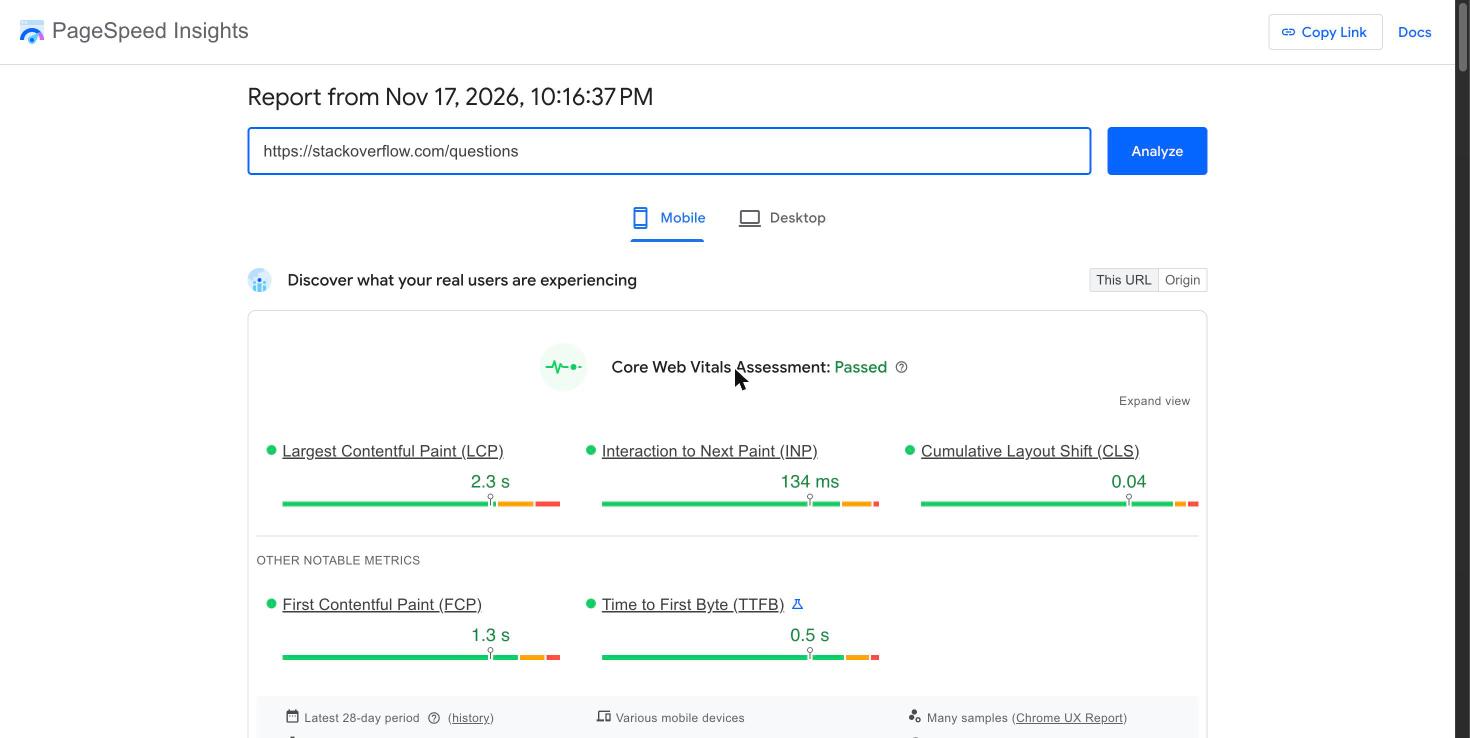 PageSpeed Insights
Copy Link
Docs
Report from Nov 17, 2026, 10:16:37 PM
https://stackoverflow.com/questions
Analyze
Mobile
Desktop
Discover what your real users are experiencing
This URL
Origin
Core Web Vitals Assessment: Passed
Expand view
Largest Contentful Paint (LCP)
2.3 s
Interaction to Next Paint (INP)
134 ms
Cumulative Layout Shift (CLS)
0.04
OTHER NOTABLE METRICS
First Contentful Paint (FCP)
1.3 s
Time to First Byte (TTFB)
0.5 s
Latest 28-day period (history)
Various mobile devices
Many samples (Chrome UX Report)